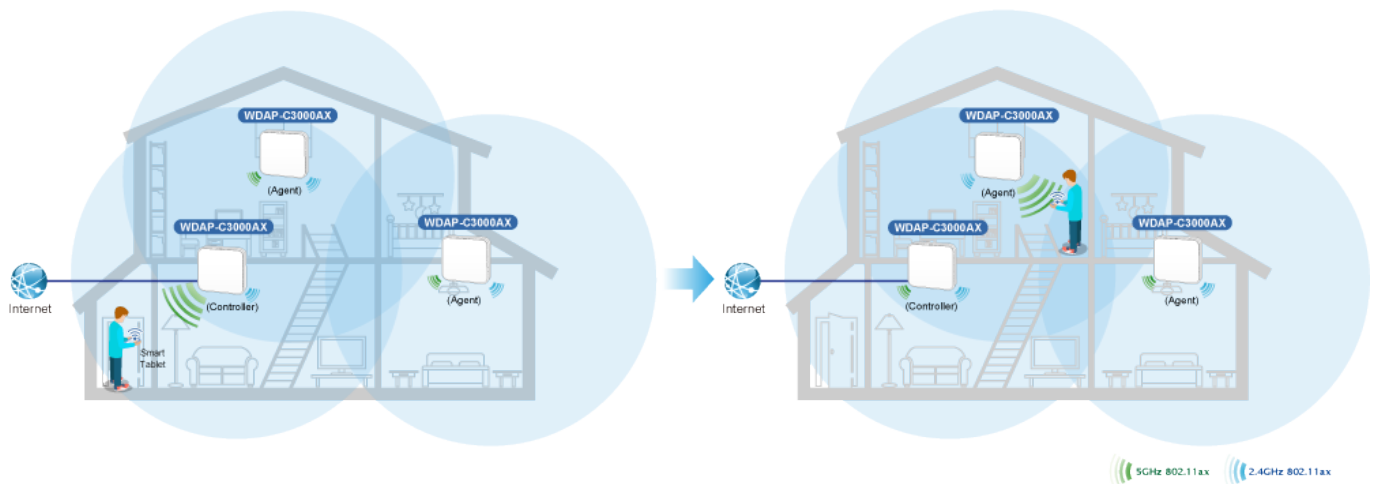 WDAP-C3000AX
(Agent)
WDAP-C3000AX
(Controller)
WDAP-C3000AX
(Agent)
Internet
Smart
Tablet
WDAP-C3000AX
(Agent)
WDAP-C3000AX
(Controller)
WDAP-C3000AX
(Agent)
Internet
5GHz 802.11ax
2.4GHz 802.11ax